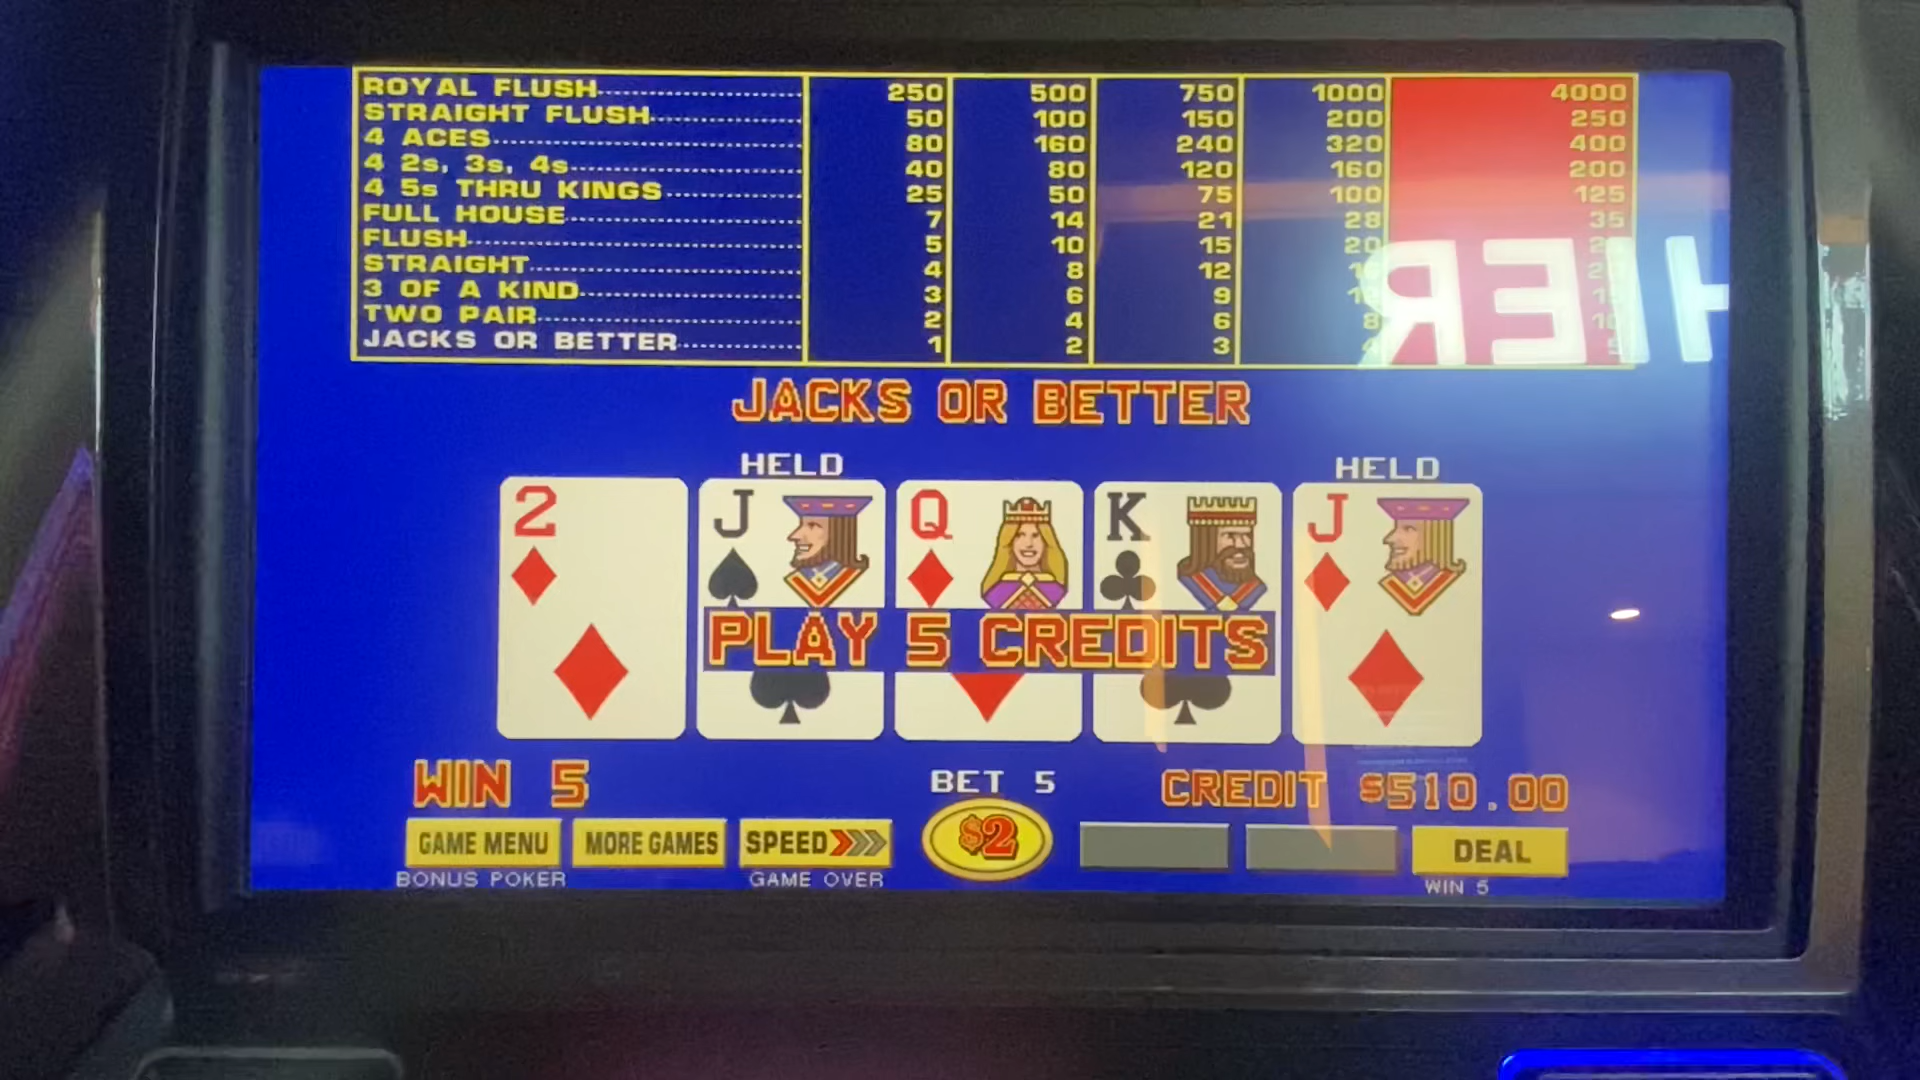 ROYAL FLUSH 250 500 750 1000 4000
STRAIGHT FLUSH 50 100 150 200 250
4 ACES 80 160 240 320 400
4 2s, 3s, 4s 40 80 120 160 200
4 5s THRU KINGS 25 50 75 100 125
FULL HOUSE 7 14 21 28 35
FLUSH 5 10 15 20
STRAIGHT 4 8 12
3 OF A KIND 3 6 9
TWO PAIR 2 4 6 8
JACKS OR BETTER 1 2 3
JACKS OR BETTER
HELD HELD
2 J Q K J
PLAY 5 CREDITS
WIN 5 BET 5 CREDIT $510.00
GAME MENU MORE GAMES SPEED $2 DEAL
BONUS POKER GAME OVER WIN 5